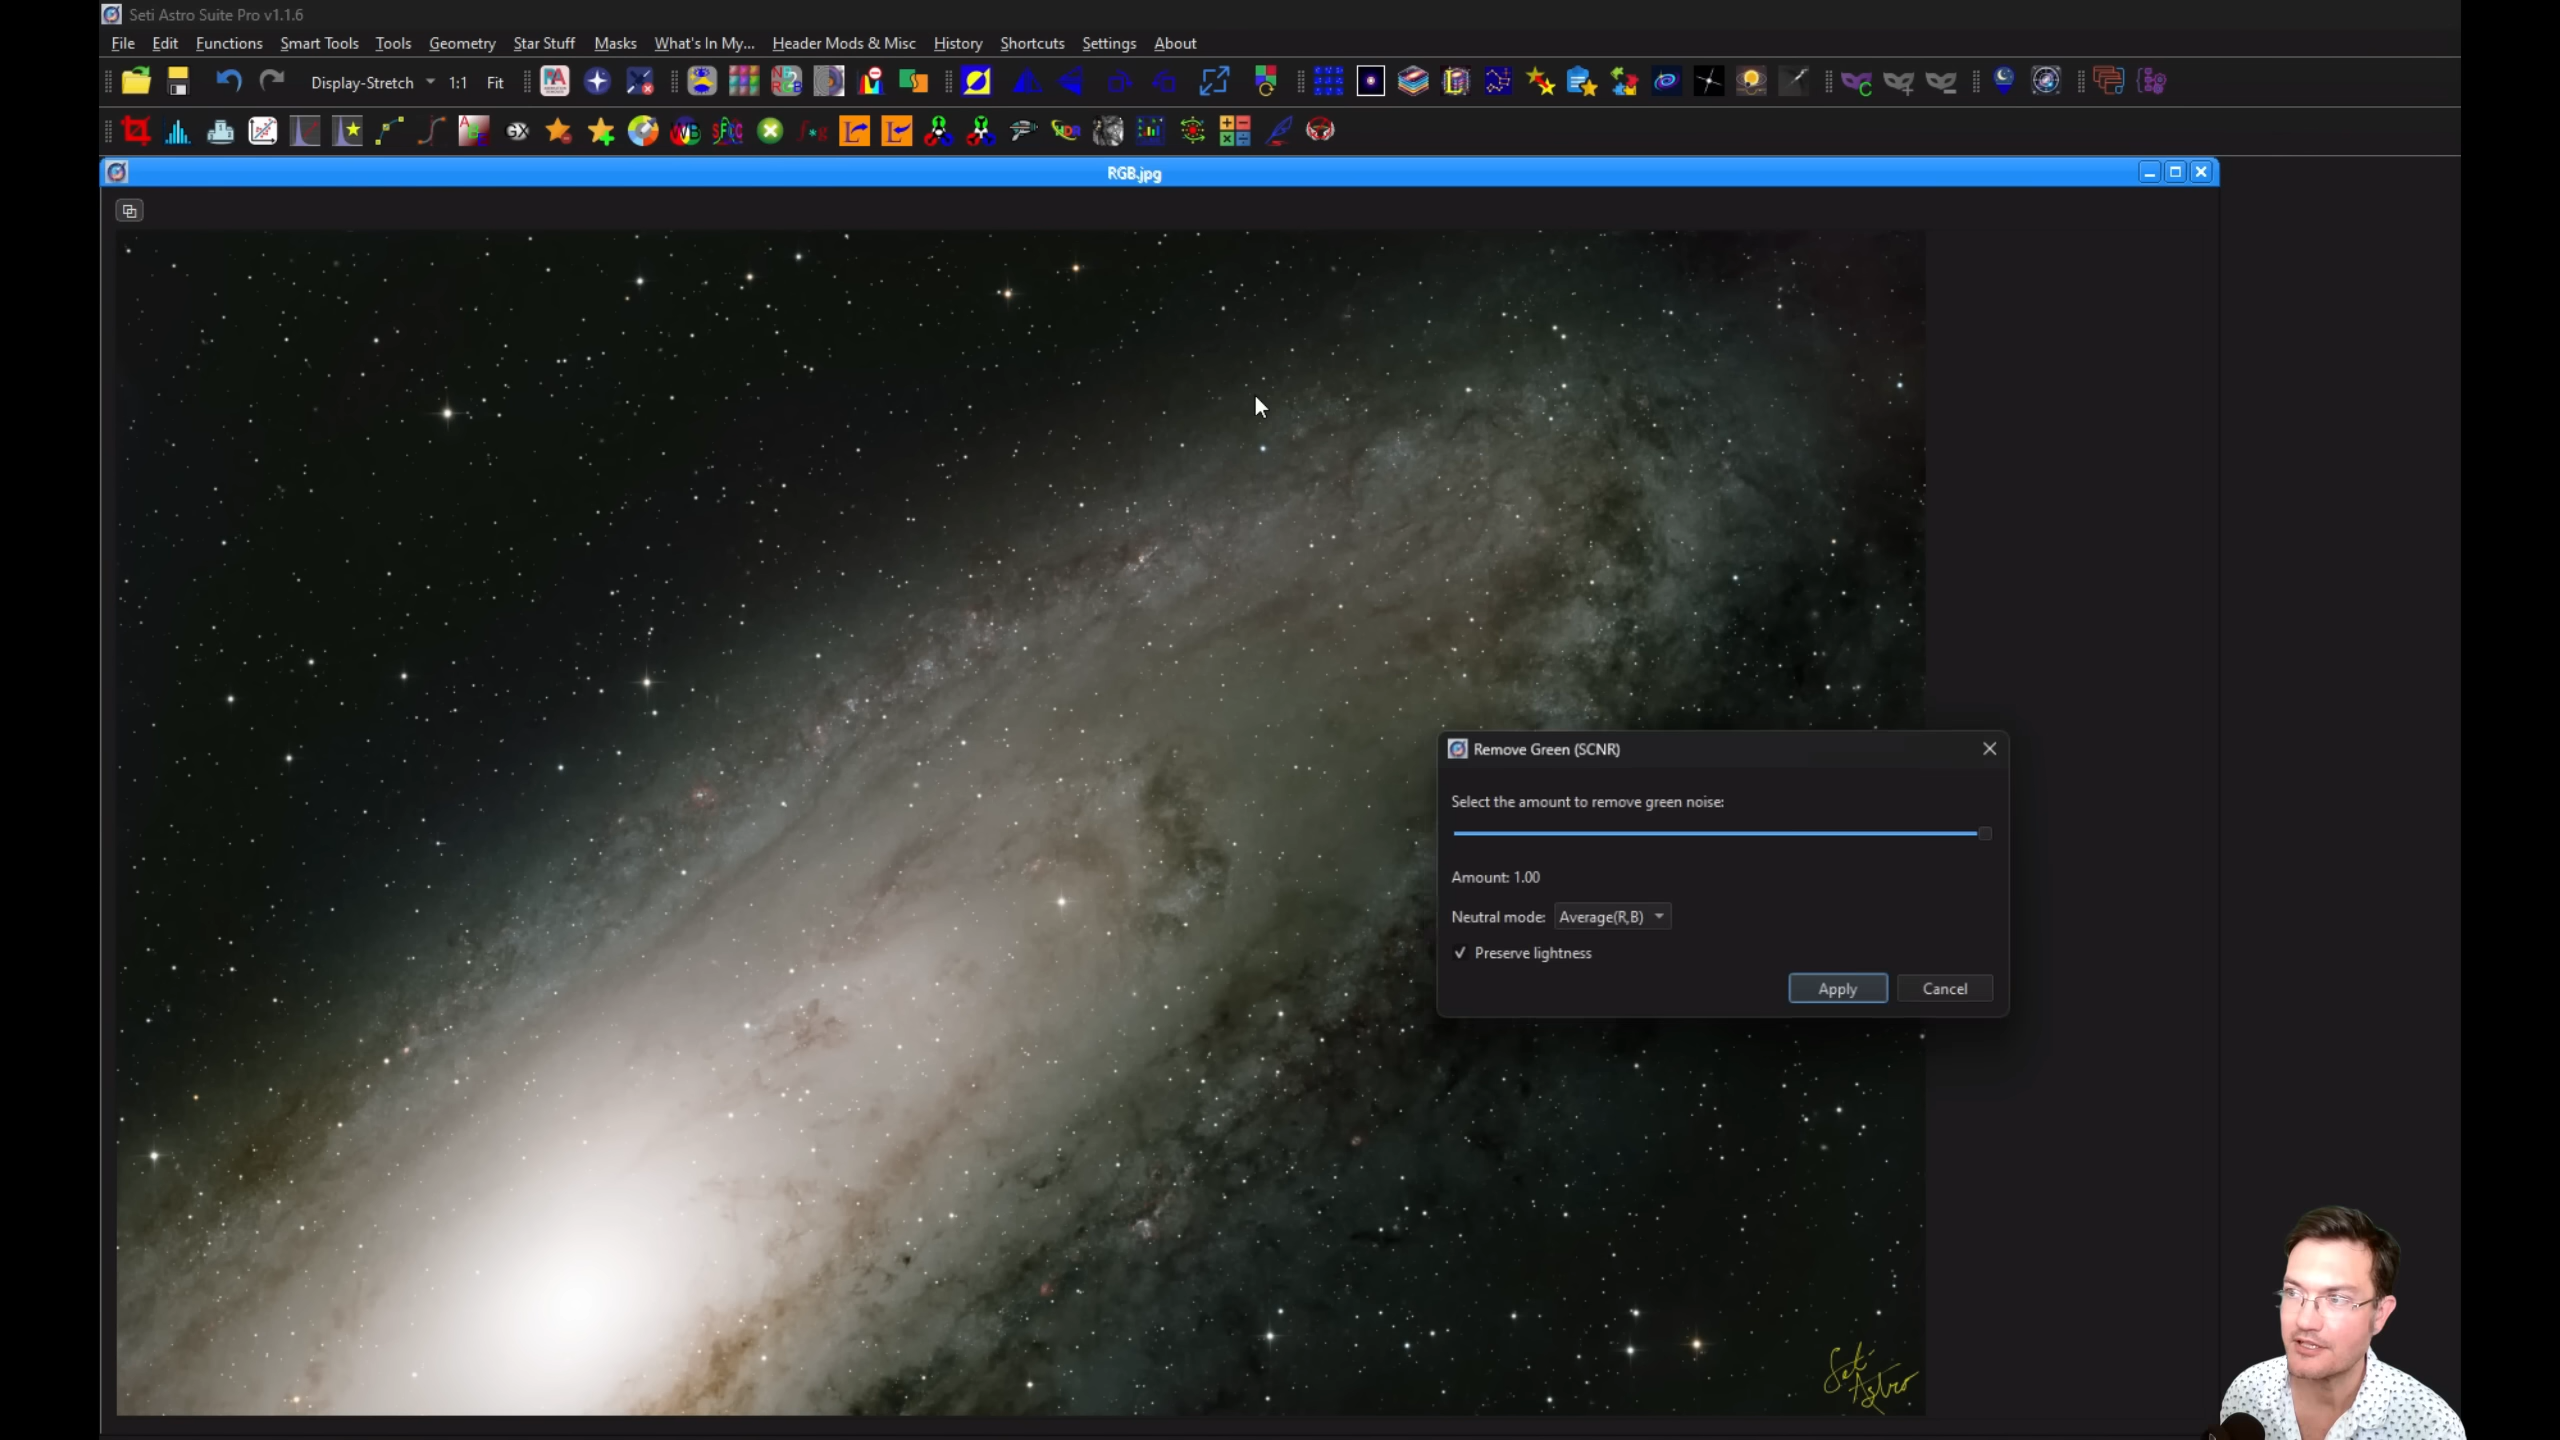 Seti Astro Suite Pro v1.1.6
File Edit Functions Smart Tools Tools Geometry Star Stuff Masks What's In My... Header Mods & Misc History Shortcuts Settings About
Display-Stretch 1:1 Fit
RGB.jpg
Remove Green (SCNR)
Select the amount to remove green noise:
Amount: 1.00
Neutral mode: Average(R,B)
Preserve lightness
Apply Cancel
Seti
Astro